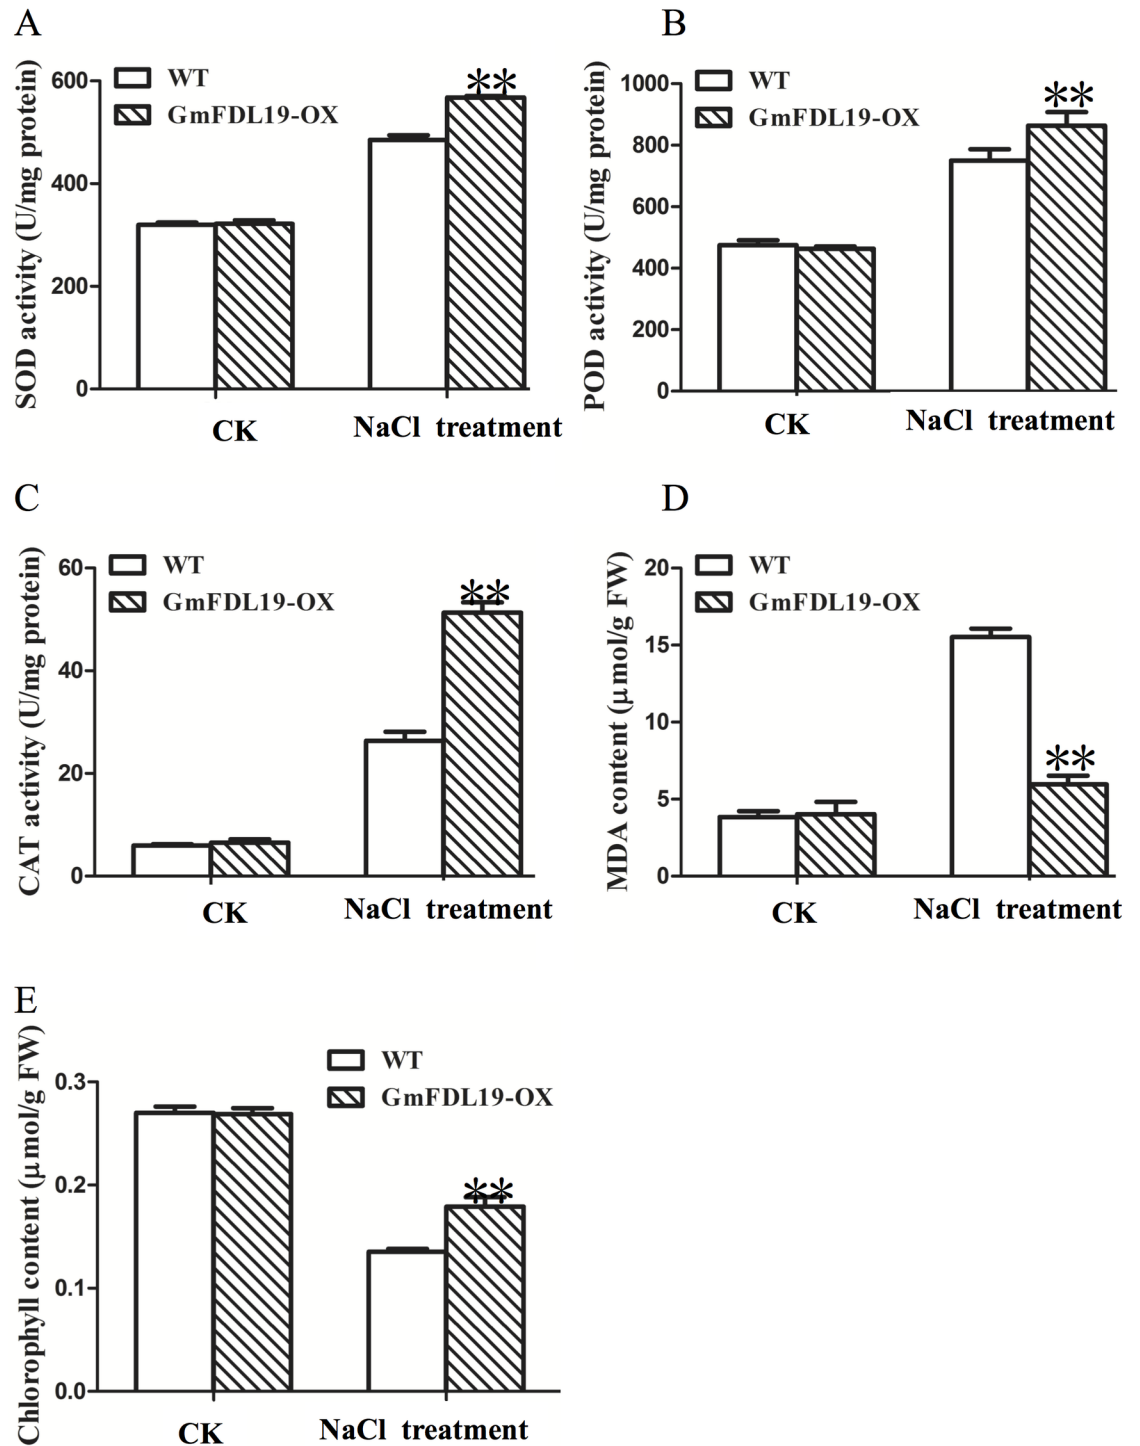 A
SOD activity (U/mg protein)
600
400
200
0
WT
GmFDL19-OX
**
CK
NaCl treatment
B
POD activity (U/mg protein)
1000
800
600
400
200
0
WT
GmFDL19-OX
**
CK
NaCl treatment
C
CAT activity (U/mg protein)
60
40
20
0
WT
GmFDL19-OX
**
CK
NaCl treatment
D
MDA content (μmol/g FW)
20
15
10
5
0
WT
GmFDL19-OX
**
CK
NaCl treatment
E
Chlorophyll content (μmol/g FW)
0.3
0.2
0.1
0.0
WT
GmFDL19-OX
**
CK
NaCl treatment